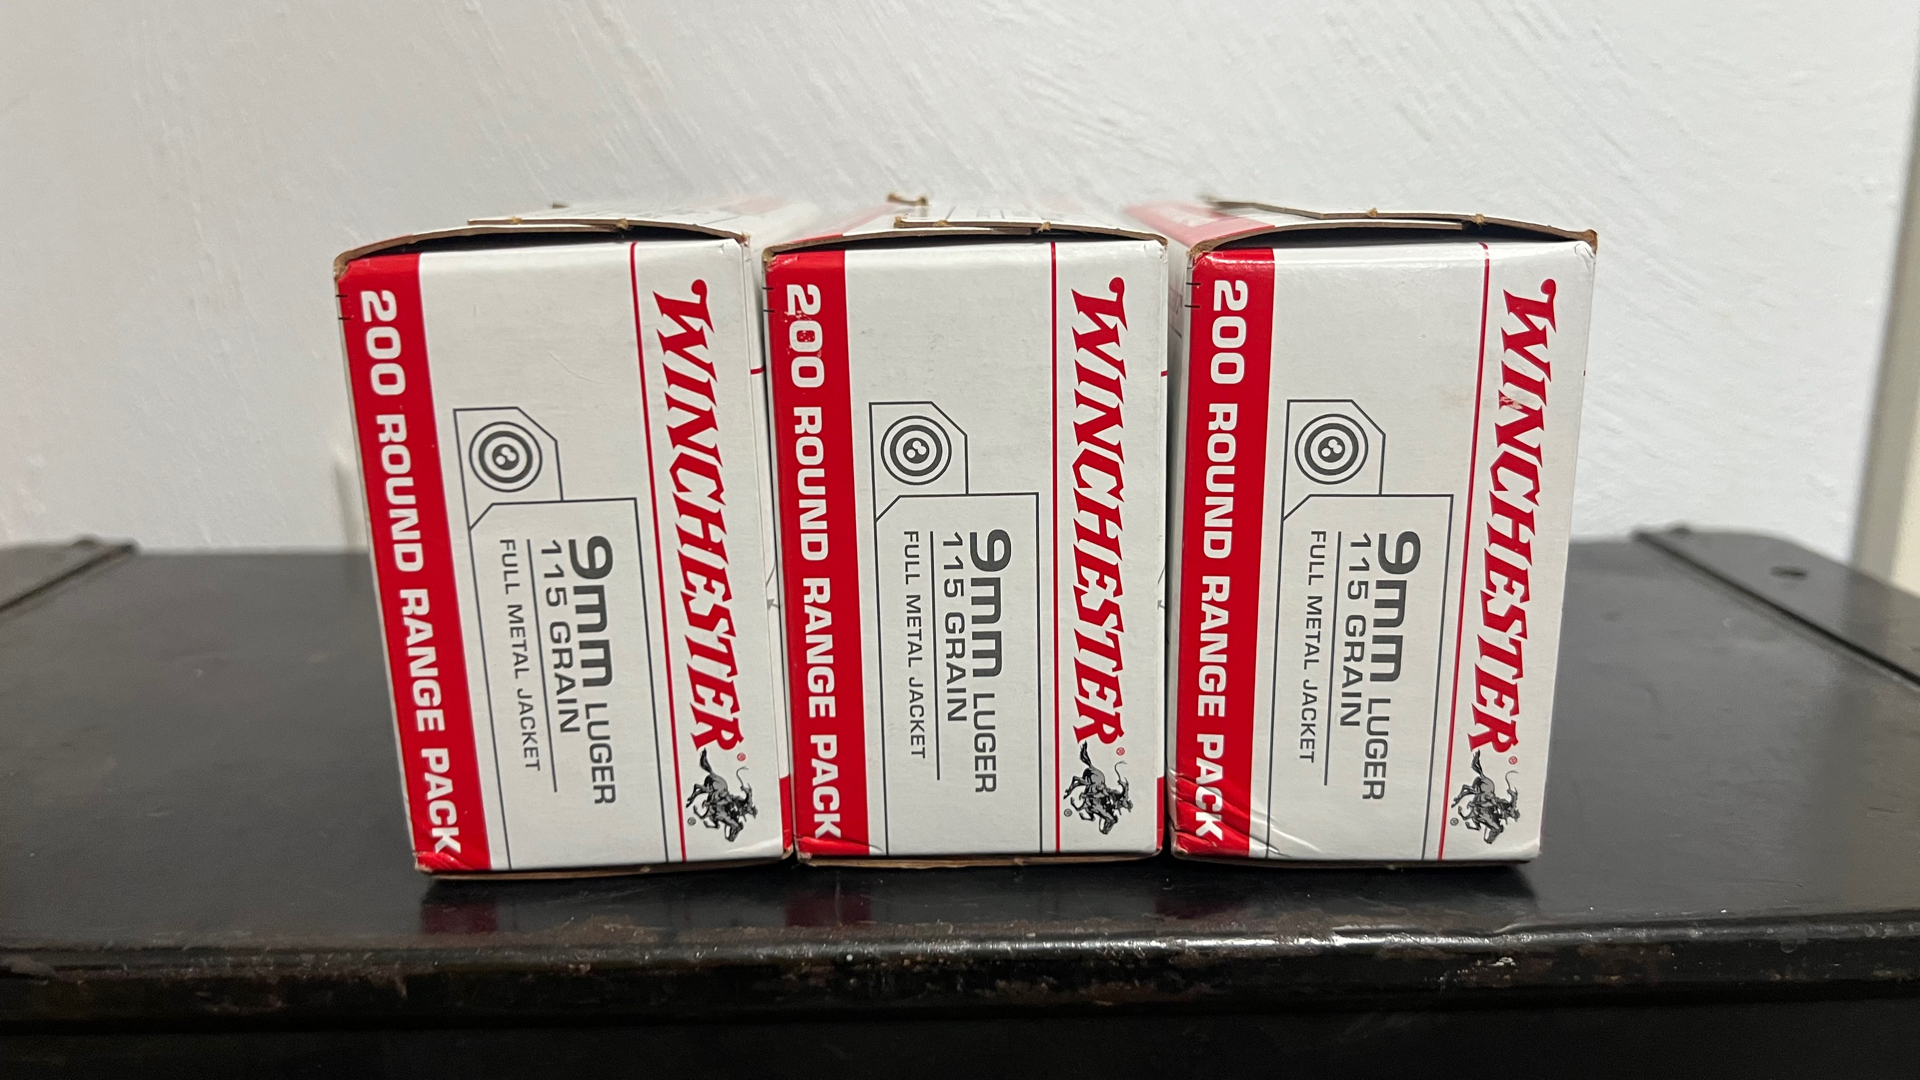 WINCHESTER®
®
9mm LUGER
115 GRAIN
FULL METAL JACKET
200 ROUND RANGE PACK
WINCHESTER®
®
9mm LUGER
115 GRAIN
FULL METAL JACKET
200 ROUND RANGE PACK
WINCHESTER®
®
9mm LUGER
115 GRAIN
FULL METAL JACKET
200 ROUND RANGE PACK